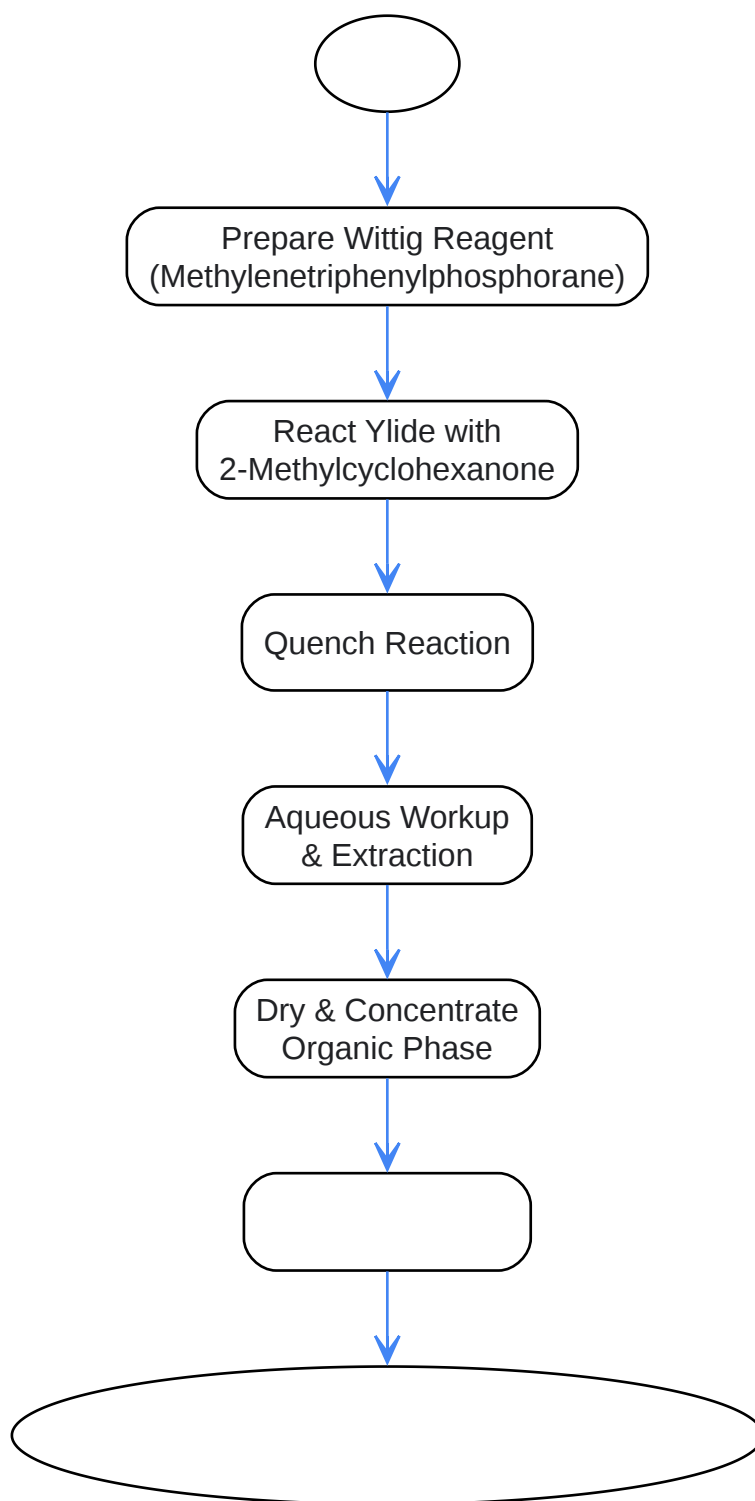 Prepare Wittig Reagent
(Methylenetriphenylphosphorane)
React Ylide with
2-Methylcyclohexanone
Quench Reaction
Aqueous Workup
& Extraction
Dry & Concentrate
Organic Phase